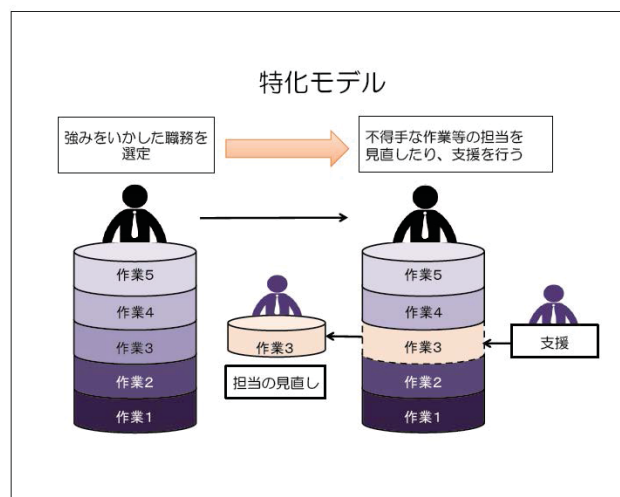 特化モデル
強みをいかした職務を
選定
不得手な作業等の担当を
見直したり、支援を行う
作業5
作業4
作業3
作業2
作業1
作業3
担当の見直し
作業5
作業4
作業3
作業2
作業1
支援